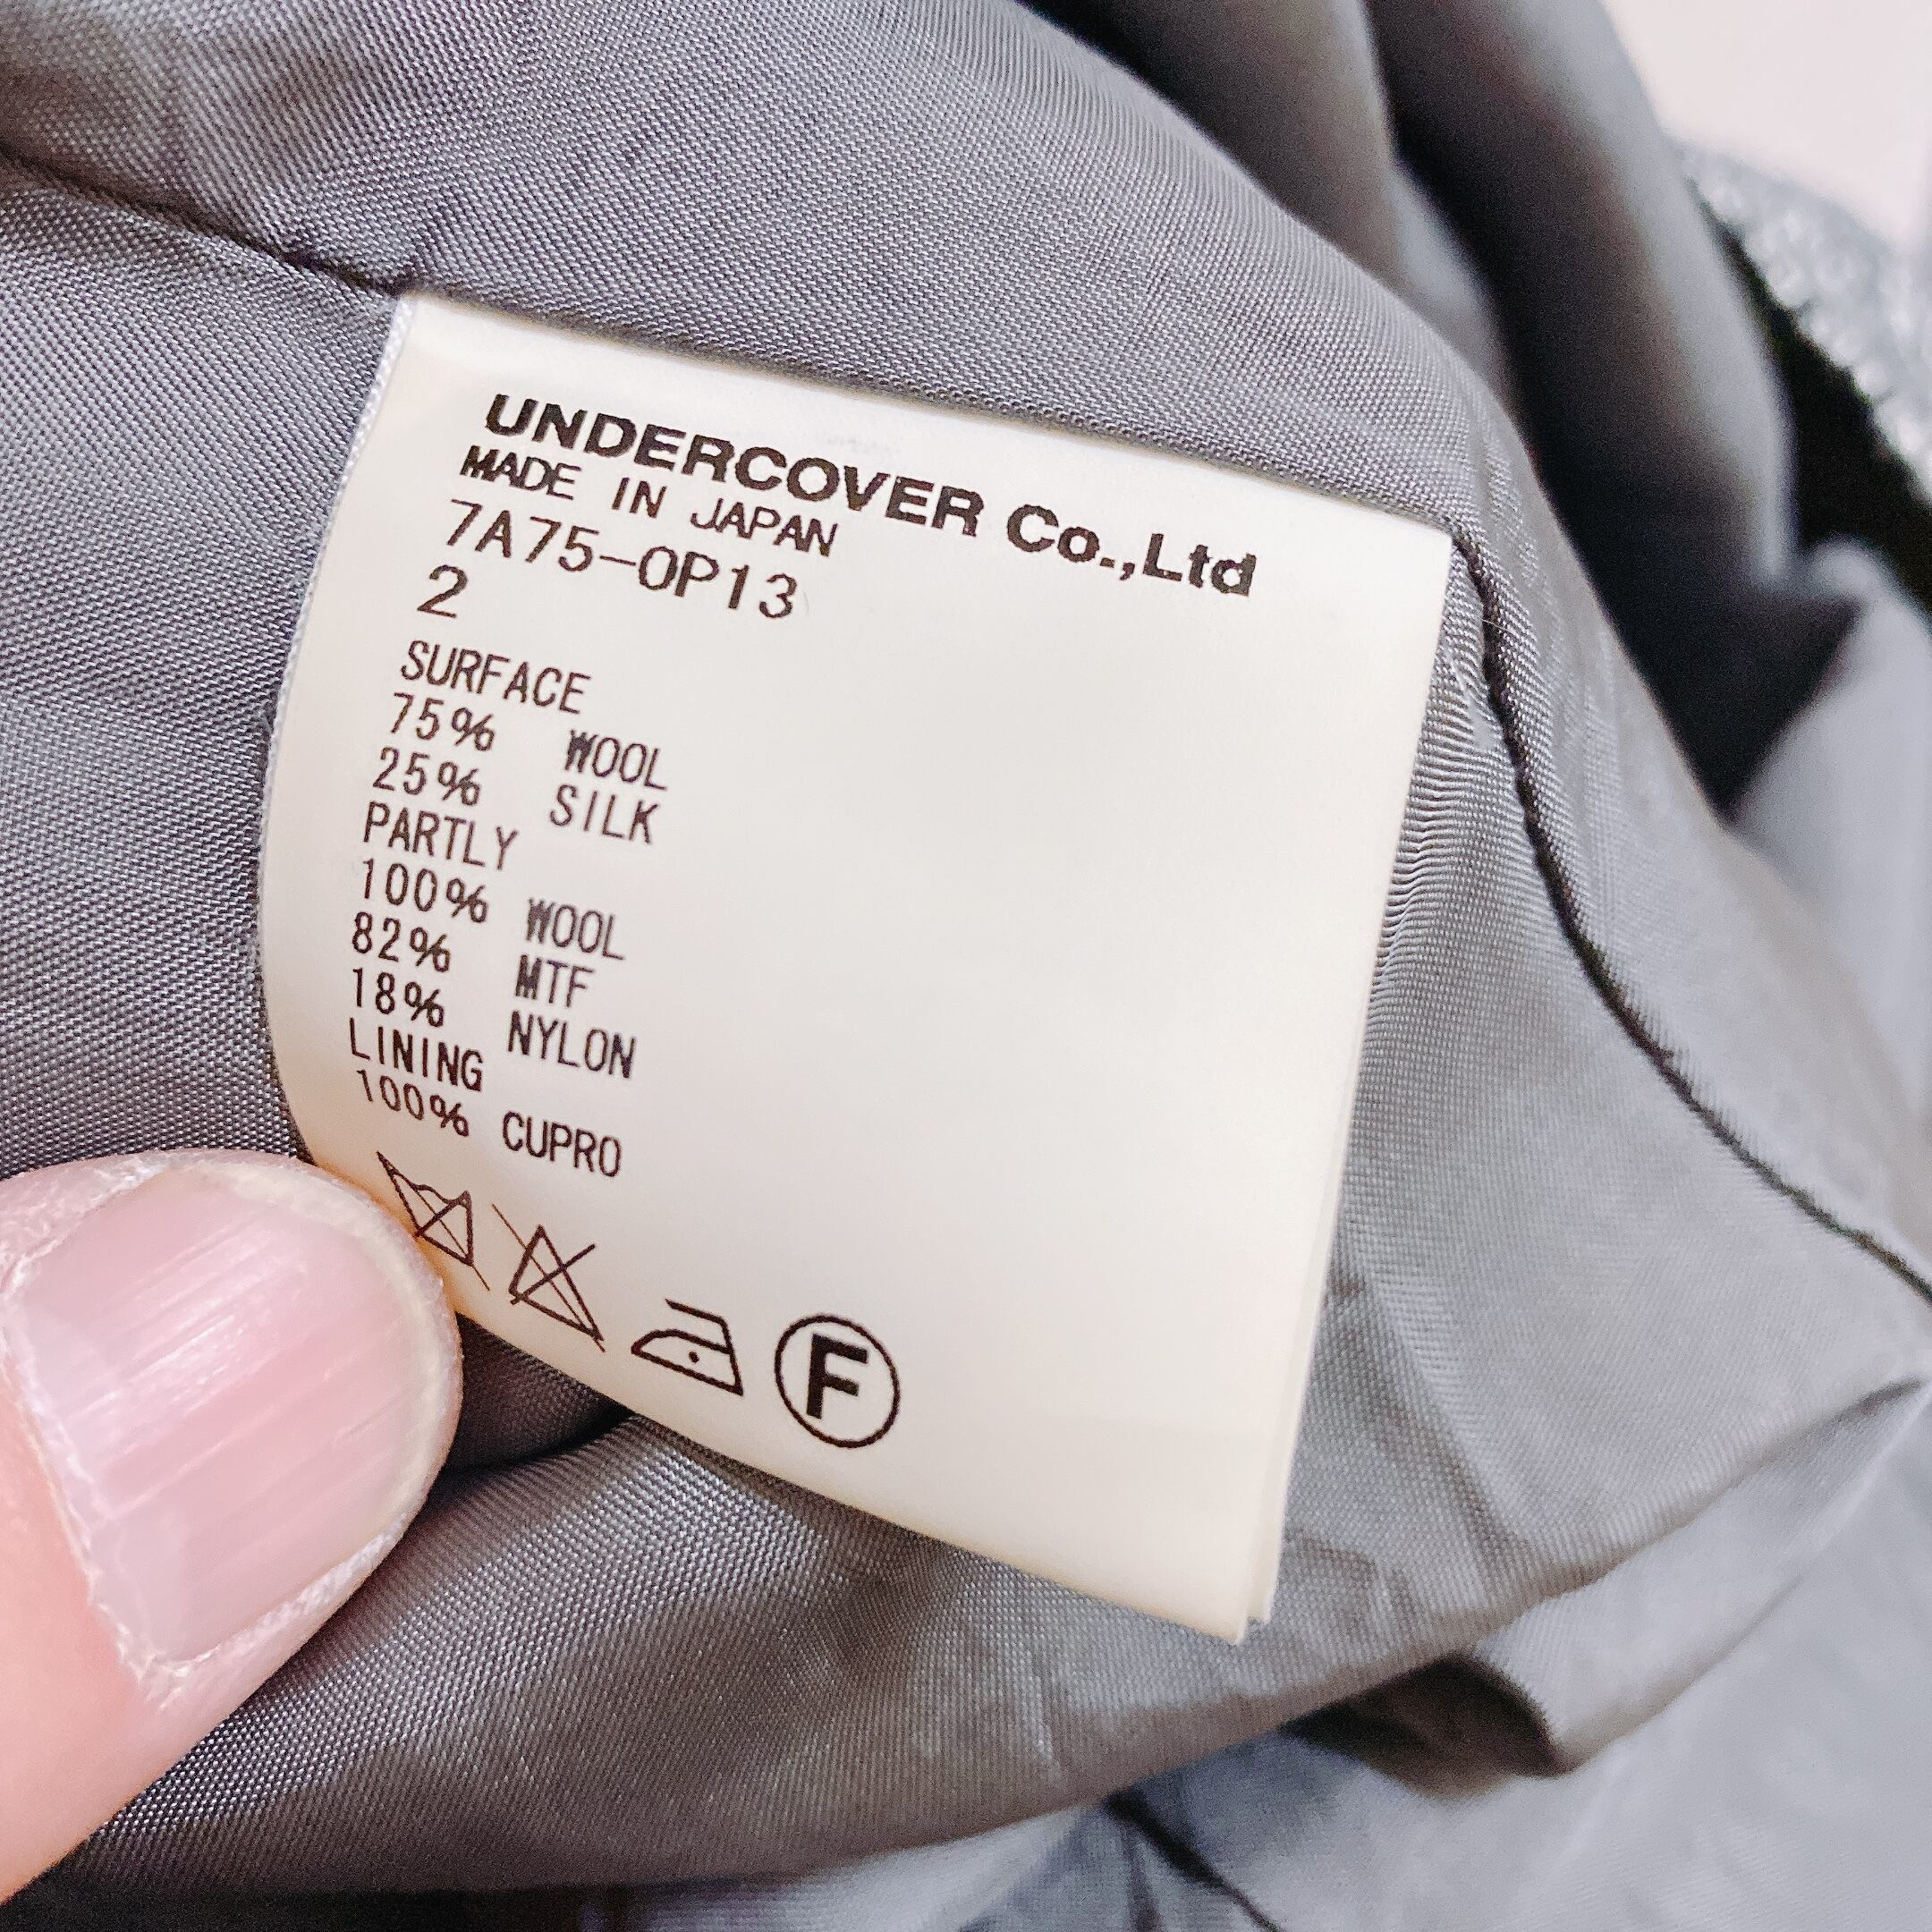 UNDERCOVER Co.,Ltd
MADE IN JAPAN
7A75-OP13
2
SURFACE
75% WOOL
25% SILK
PARTLY
100% WOOL
82% MTF
18% NYLON
LINING
100% CUPRO
F